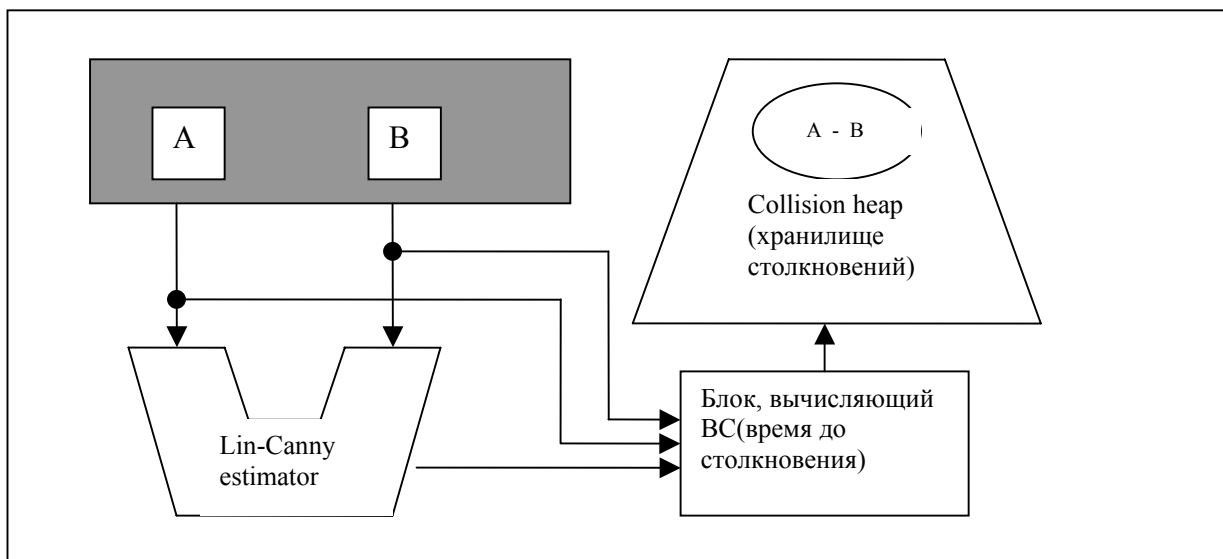 A
B
A - B
Collision heap
(хранилище
столкновений)
Lin-Canny
estimator
Блок, вычисляющий
ВС(время до
столкновения)